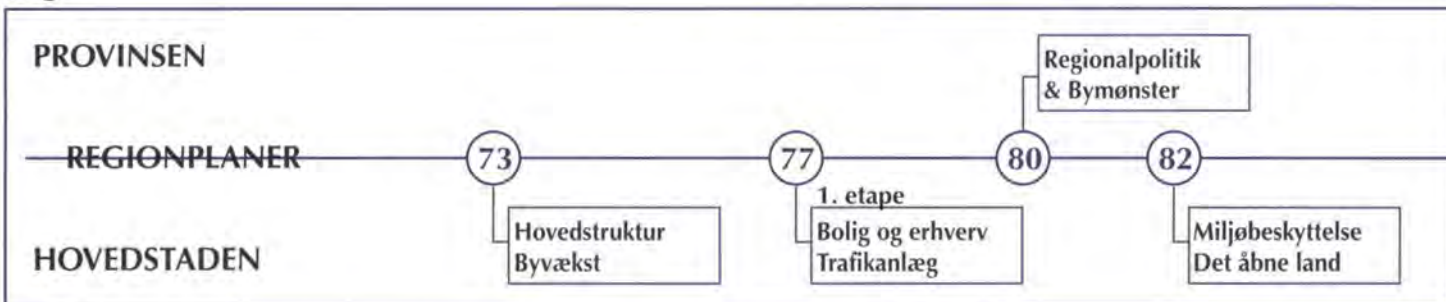 PROVINSEN
Regionalpolitik
& Bymønster
REGIONPLANER
73
77
80
82
1. etape
Hovedstruktur
Byvækst
Bolig og erhverv
Trafikanlæg
Miljøbeskyttelse
Det åbne land
HOVEDSTADEN